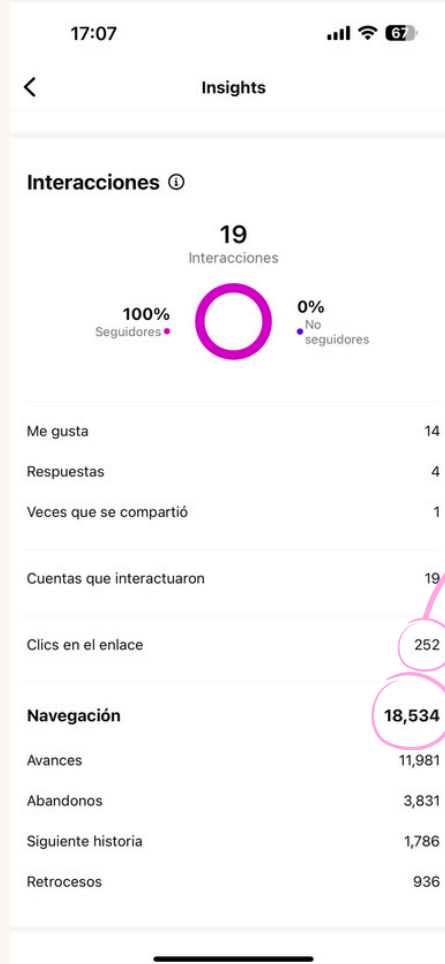 17:07 67
Insights
Interacciones
19
Interacciones
100%
Seguidores
0%
No
seguidores
Me gusta 14
Respuestas 4
Veces que se compartió 1
Cuentas que interactuaron 19
Clics en el enlace 252
Navegación 18,534
Avances 11,981
Abandonos 3,831
Siguiente historia 1,786
Retrocesos 936